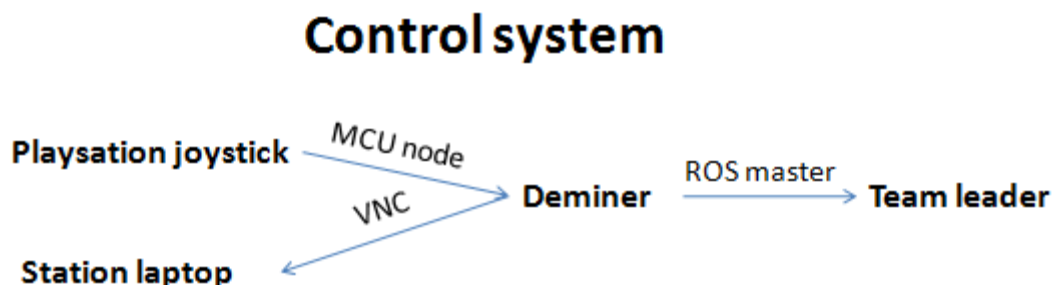 Control system
Playsation joystick
MCU node
VNC
Deminer
ROS master
Team leader
Station laptop